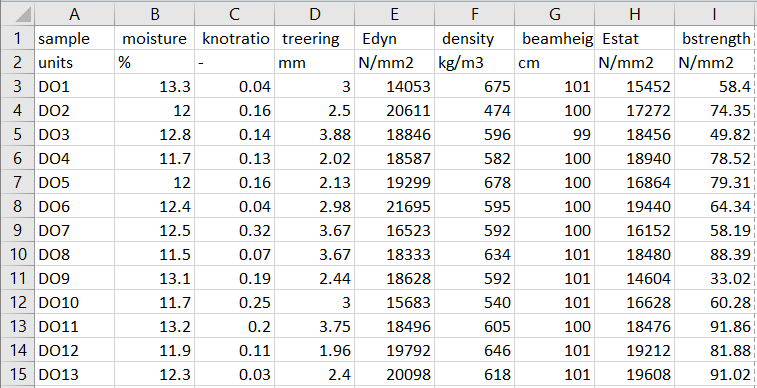 A B C D E F G H I
1 sample moisture knotratio treering Edyn density beamheig Estat bstrength
2 units % - mm N/mm2 kg/m3 cm N/mm2 N/mm2
3 DO1 13.3 0.04 3 14053 675 101 15452 58.4
4 DO2 12 0.16 2.5 20611 474 100 17272 74.35
5 DO3 12.8 0.14 3.88 18846 596 99 18456 49.82
6 DO4 11.7 0.13 2.02 18587 582 100 18940 78.52
7 DO5 12 0.16 2.13 19299 678 100 16864 79.31
8 DO6 12.4 0.04 2.98 21695 595 100 19440 64.34
9 DO7 12.5 0.32 3.67 16523 592 100 16152 58.19
10 DO8 11.5 0.07 3.67 18333 634 101 18480 88.39
11 DO9 13.1 0.19 2.44 18628 592 101 14604 33.02
12 DO10 11.7 0.25 3 15683 540 101 16628 60.28
13 DO11 13.2 0.2 3.75 18496 605 100 18476 91.86
14 DO12 11.9 0.11 1.96 19792 646 101 19212 81.88
15 DO13 12.3 0.03 2.4 20098 618 101 19608 91.02